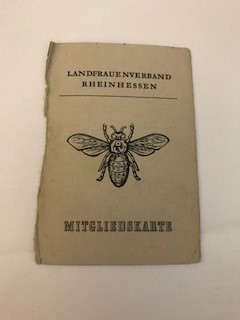 LANDFRAUENVERBAND
RHEINHESSEN
MITGLIEDSKARTE